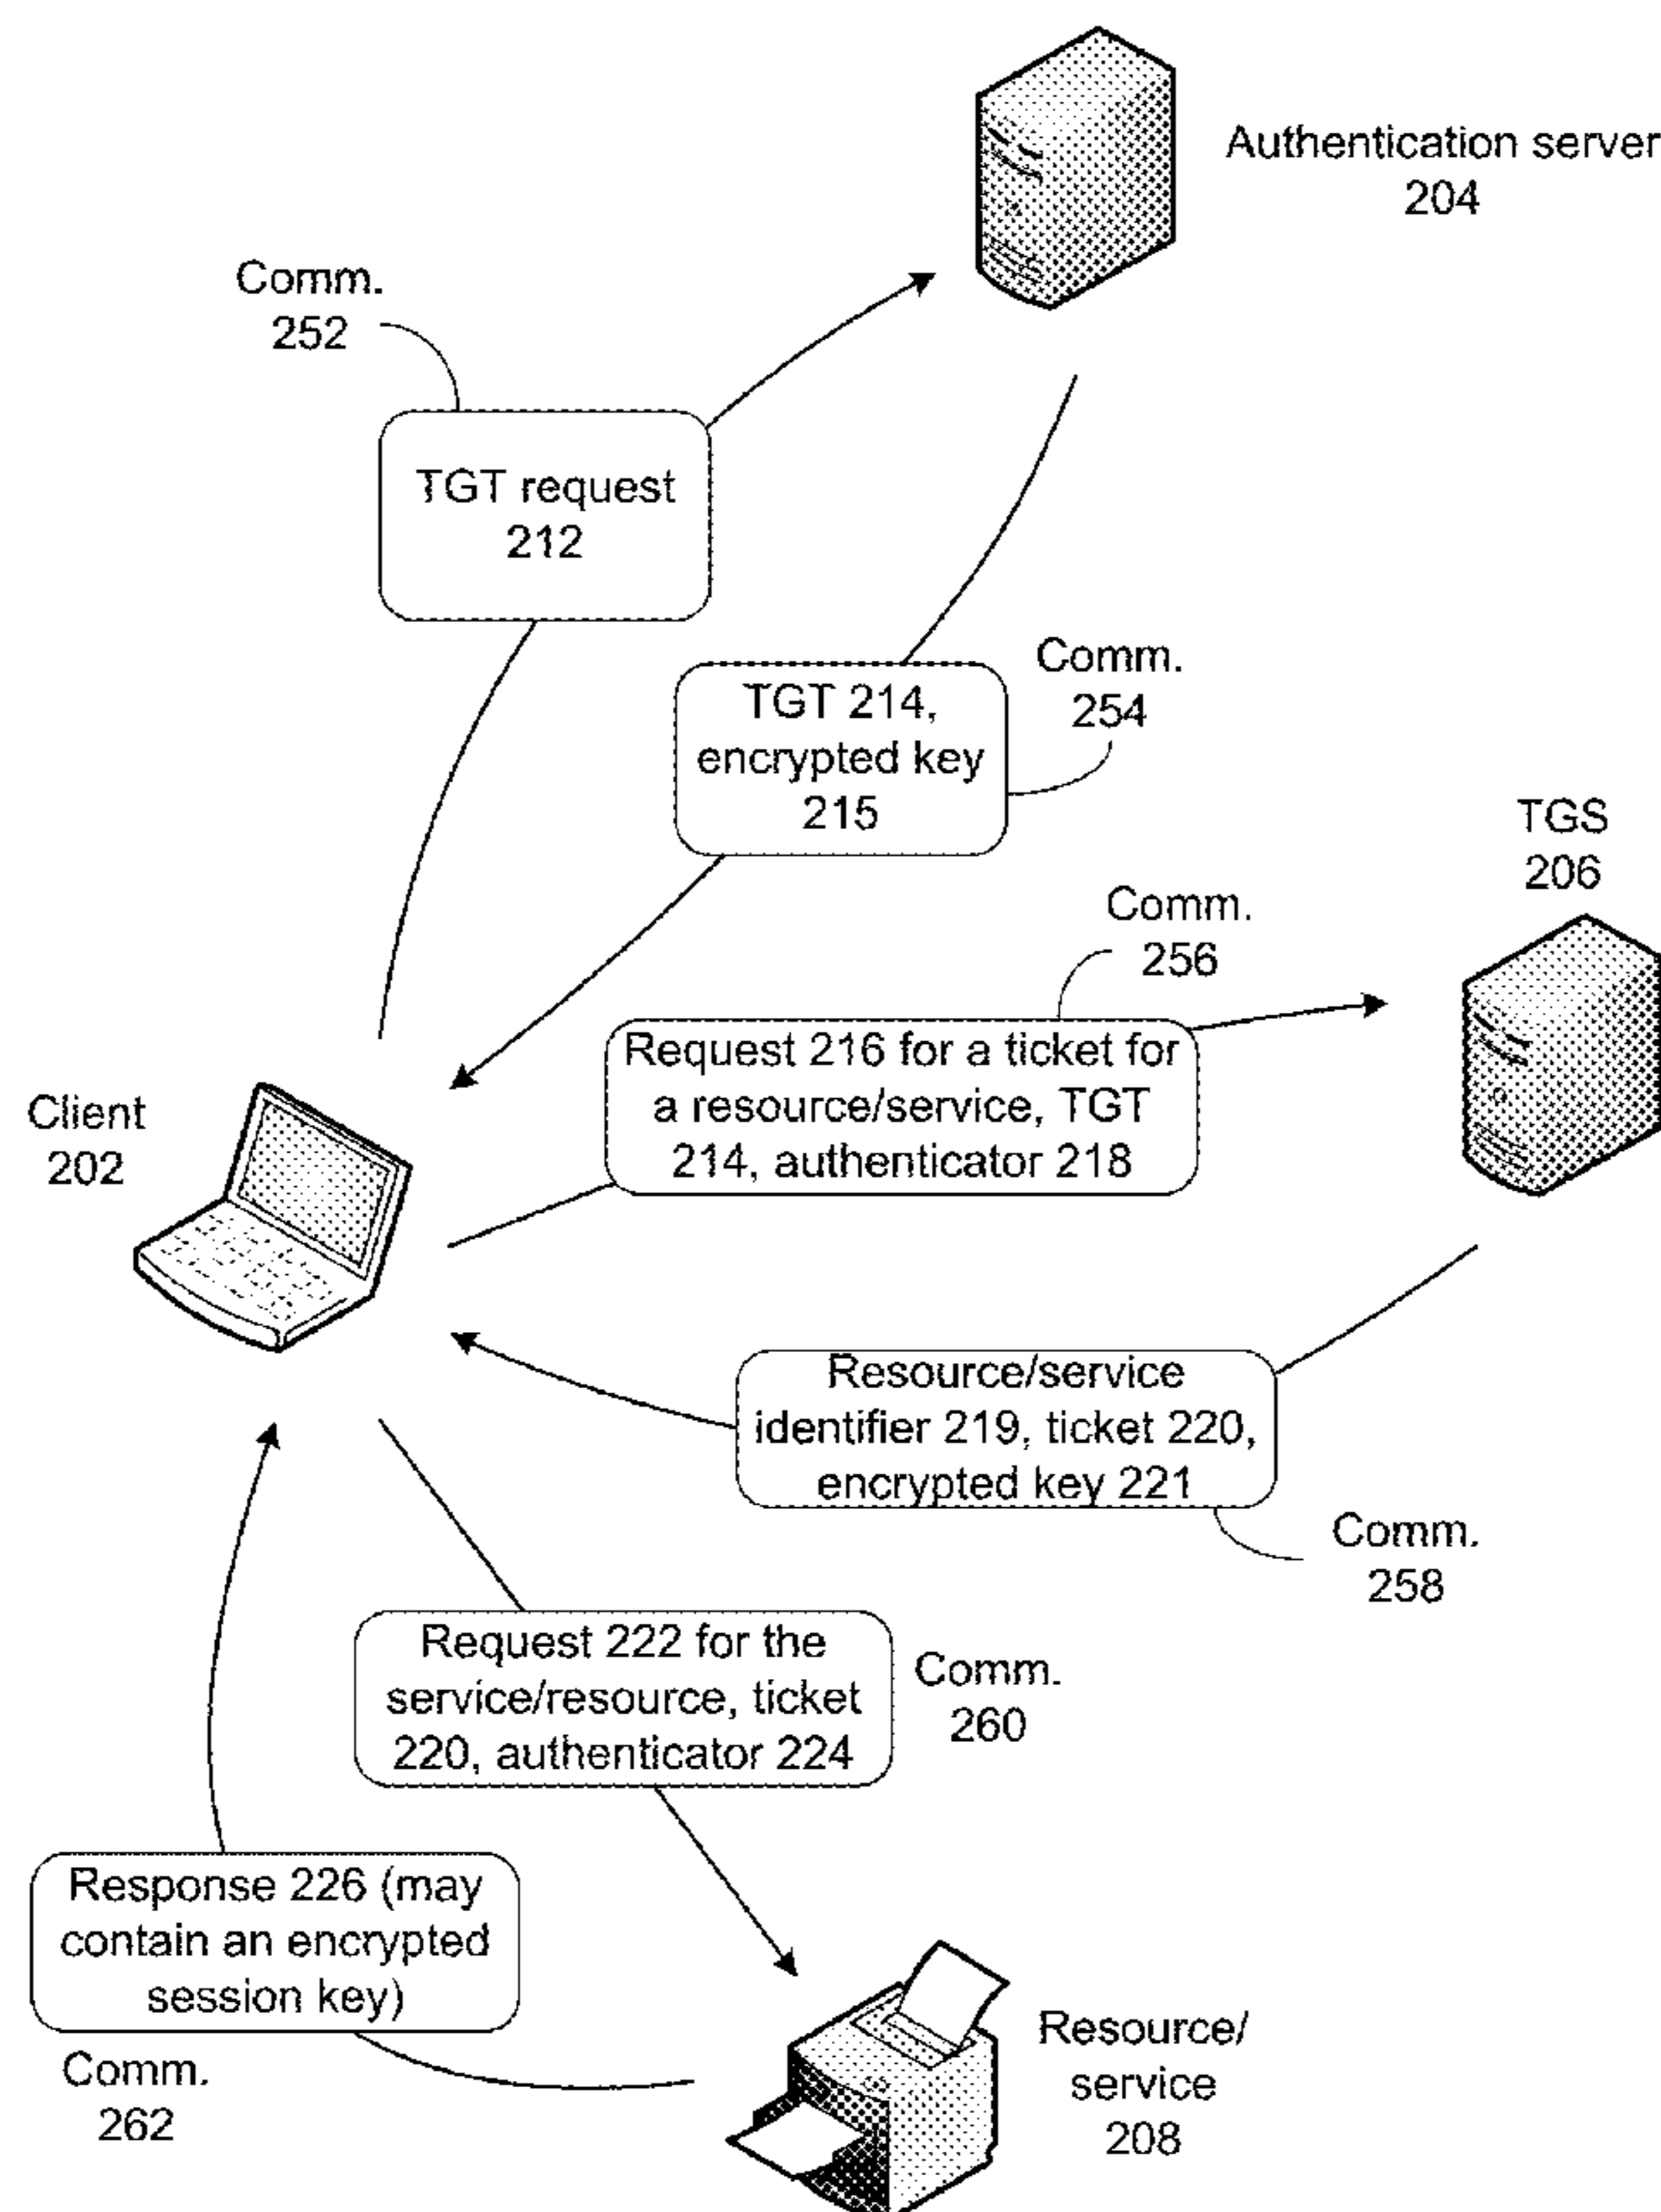 Authentication server
204
Comm.
252
TGT request
212
Comm.
254
TGT 214,
encrypted key
215
TGS
206
Comm.
256
Request 216 for a ticket for
a resource/service, TGT
214, authenticator 218
Client
202
Resource/service
identifier 219, ticket 220,
encrypted key 221
Comm.
258
Request 222 for the
service/resource, ticket
220, authenticator 224
Comm.
260
Response 226 (may
contain an encrypted
session key)
Comm.
262
Resource/
service
208